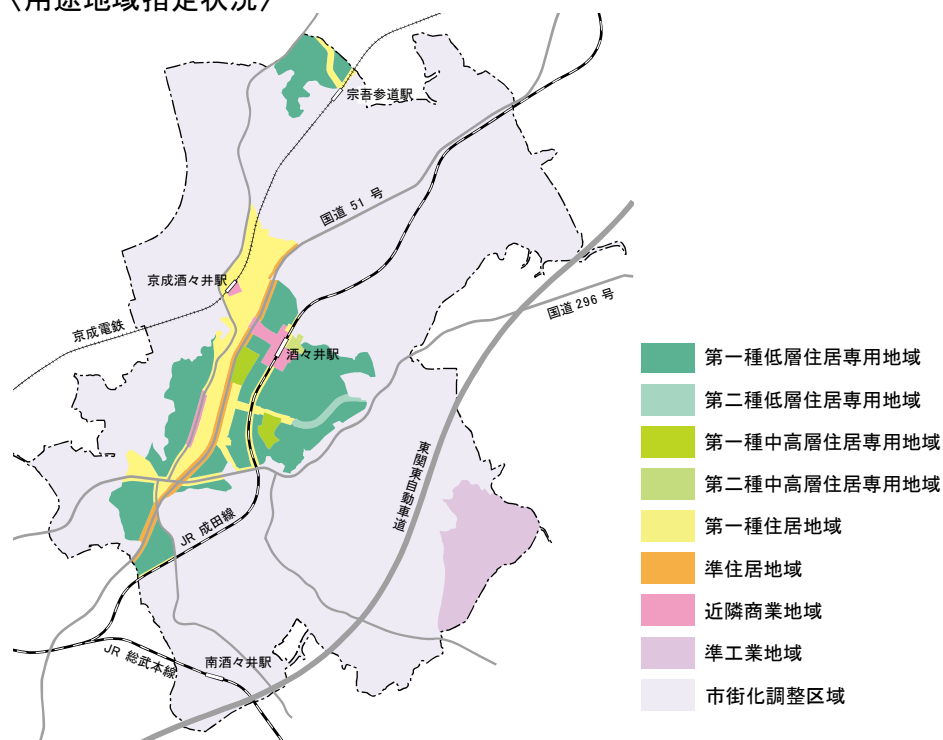 〈用途地域指定状況〉
宗吾参道駅
国道 51 号
京成酒々井駅
国道 296 号
京成電鉄
酒々井駅
東関東自動車道
JR 成田線
JR 総武本線
南酒々井駅
第一種低層住居専用地域
第二種低層住居専用地域
第一種中高層住居専用地域
第二種中高層住居専用地域
第一種住居地域
準住居地域
近隣商業地域
準工業地域
市街化調整区域